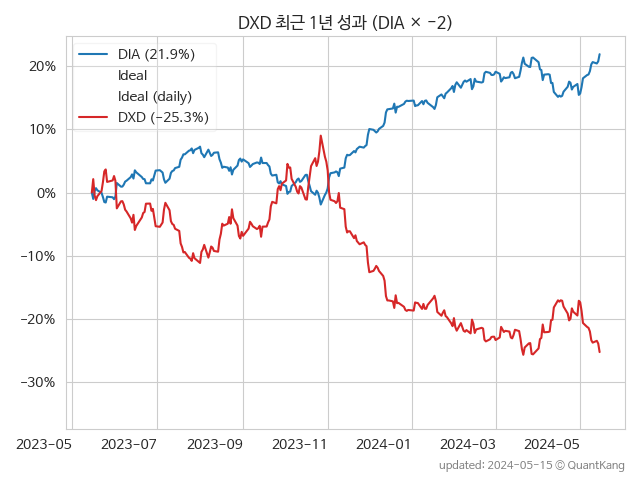 DXD 최근 1년 성과 (DIA × −2)
DIA (21.9%)
Ideal
Ideal (daily)
DXD (−25.3%)
20%
10%
0%
−10%
−20%
−30%
2023-05 2023-07 2023-09 2023-11 2024-01 2024-03 2024-05
updated: 2024-05-15 ⓒ QuantKang